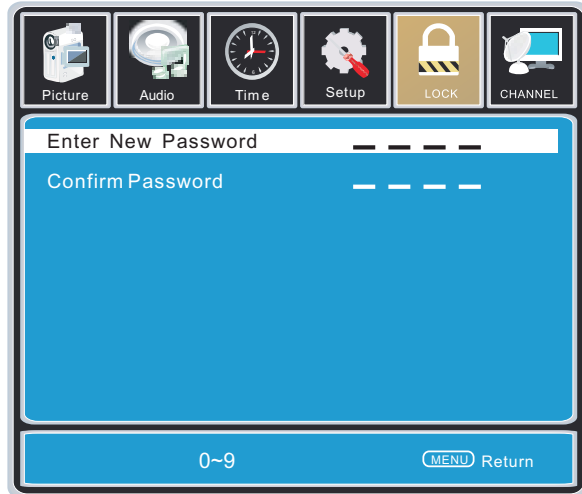 Picture Audio Time Setup LOCK CHANNEL
Enter New Password _ _ _ _
Confirm Password _ _ _ _
0~9 MENU Return